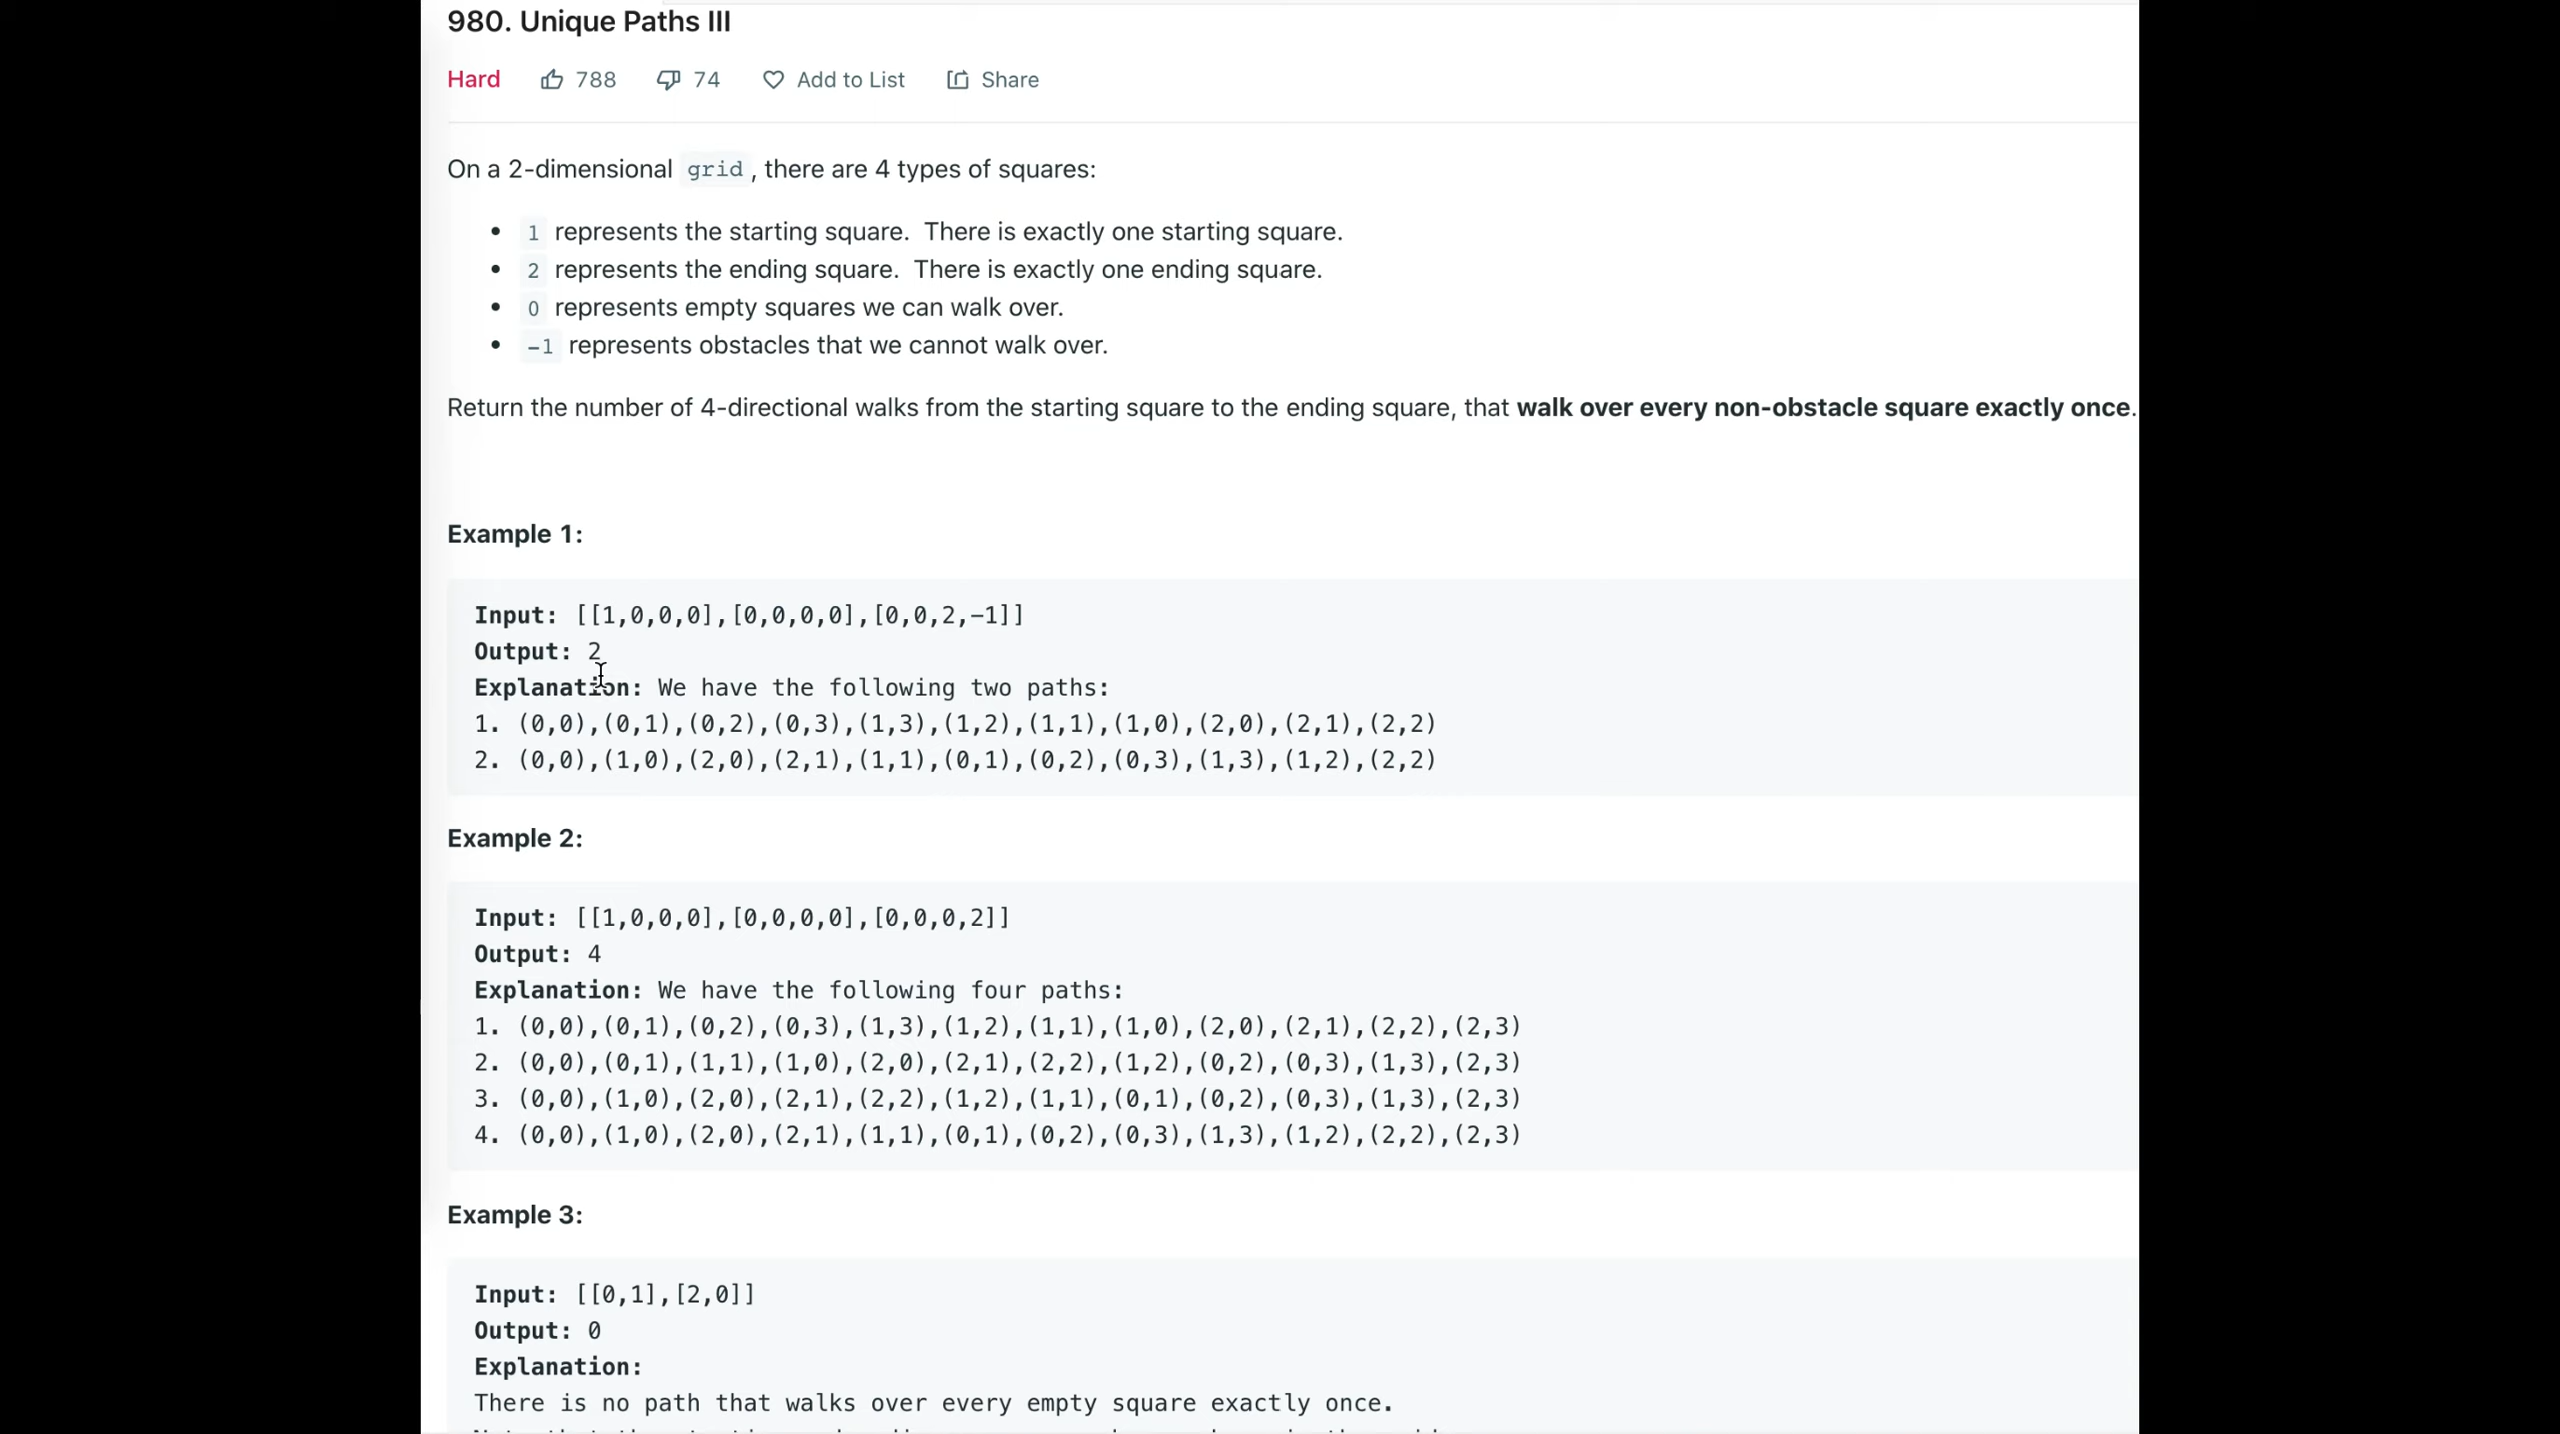 980. Unique Paths III
Hard 788 74 Add to List Share
On a 2-dimensional grid, there are 4 types of squares:
• 1 represents the starting square.  There is exactly one starting square.
• 2 represents the ending square.  There is exactly one ending square.
• 0 represents empty squares we can walk over.
• -1 represents obstacles that we cannot walk over.
Return the number of 4-directional walks from the starting square to the ending square, that walk over every non-obstacle square exactly once.
Example 1:
Input: [[1,0,0,0],[0,0,0,0],[0,0,2,-1]]
Output: 2
Explanation: We have the following two paths:
1. (0,0),(0,1),(0,2),(0,3),(1,3),(1,2),(1,1),(1,0),(2,0),(2,1),(2,2)
2. (0,0),(1,0),(2,0),(2,1),(1,1),(0,1),(0,2),(0,3),(1,3),(1,2),(2,2)
Example 2:
Input: [[1,0,0,0],[0,0,0,0],[0,0,0,2]]
Output: 4
Explanation: We have the following four paths:
1. (0,0),(0,1),(0,2),(0,3),(1,3),(1,2),(1,1),(1,0),(2,0),(2,1),(2,2),(2,3)
2. (0,0),(0,1),(1,1),(1,0),(2,0),(2,1),(2,2),(1,2),(0,2),(0,3),(1,3),(2,3)
3. (0,0),(1,0),(2,0),(2,1),(2,2),(1,2),(1,1),(0,1),(0,2),(0,3),(1,3),(2,3)
4. (0,0),(1,0),(2,0),(2,1),(1,1),(0,1),(0,2),(0,3),(1,3),(1,2),(2,2),(2,3)
Example 3:
Input: [[0,1],[2,0]]
Output: 0
Explanation:
There is no path that walks over every empty square exactly once.